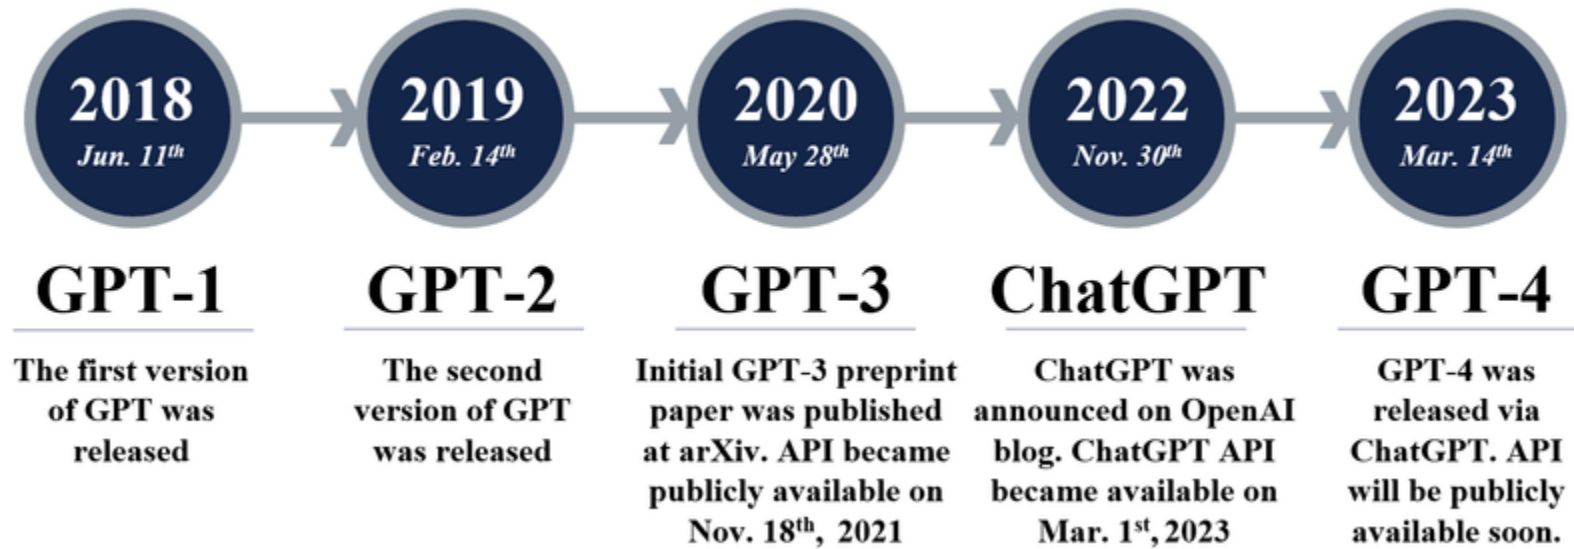 2018
Jun. 11th
2019
Feb. 14th
2020
May 28th
2022
Nov. 30th
2023
Mar. 14th
GPT-1
The first version
of GPT was
released
GPT-2
The second
version of GPT
was released
GPT-3
Initial GPT-3 preprint
paper was published
at arXiv. API became
publicly available on
Nov. 18th, 2021
ChatGPT
ChatGPT was
announced on OpenAI
blog. ChatGPT API
became available on
Mar. 1st, 2023
GPT-4
GPT-4 was
released via
ChatGPT. API
will be publicly
available soon.